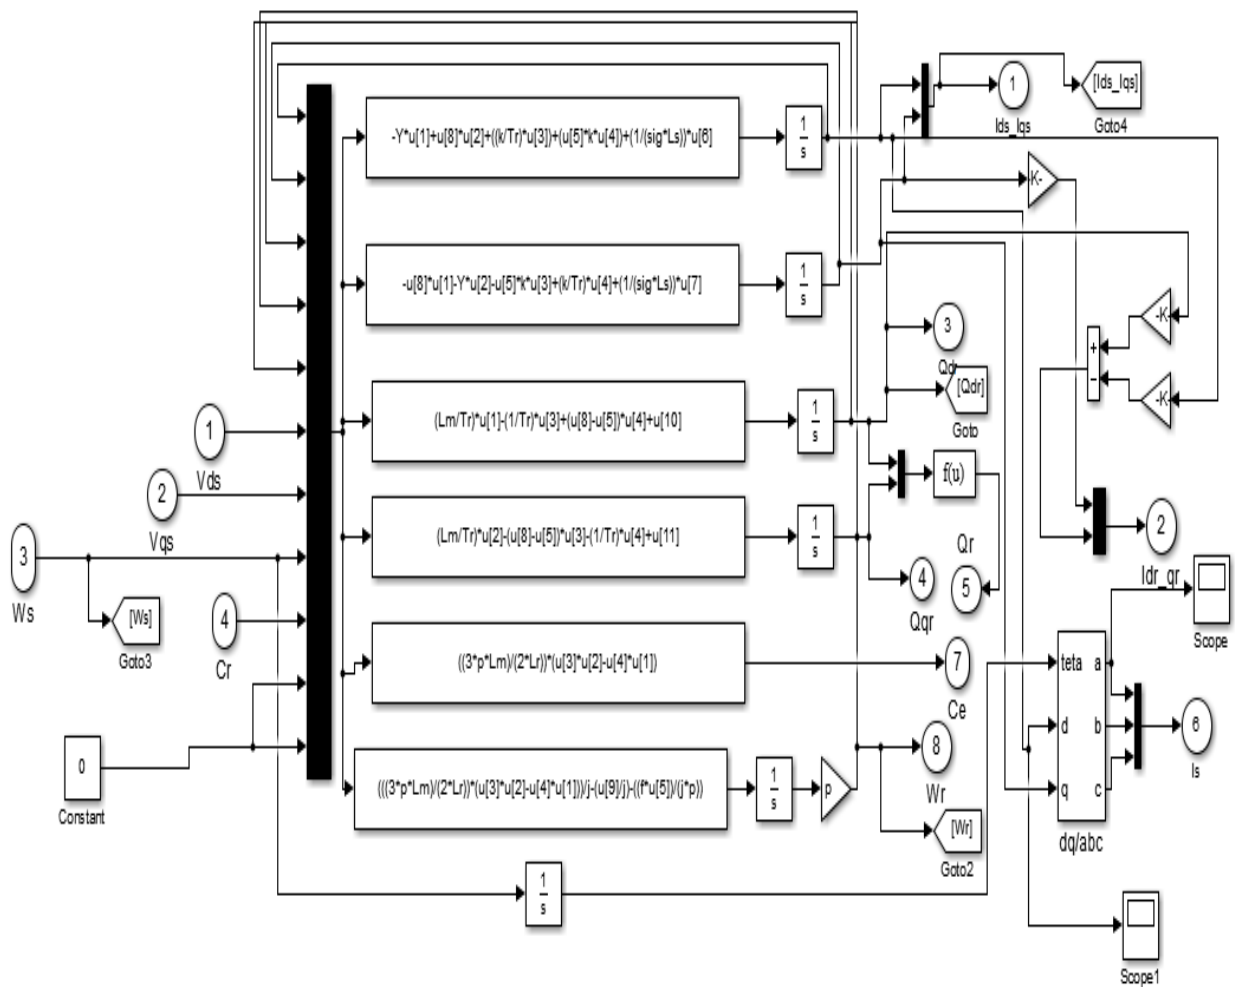 -Y*u[1]+u[8]*u[2]+((k/Tr)*u[3])+(u[5]*k*u[4])+(1/(sig*Ls))*u[6]
1
s
1
Ids_Iqs
[Ids_Iqs]
Goto4
-K-
-u[8]*u[1]-Y*u[2]-u[5]*k*u[3]+(k/Tr)*u[4]+(1/(sig*Ls))*u[7]
1
s
3
Qdr
[Qdr]
Goto
+
−
-K-
-K-
1
Vds
(Lm/Tr)*u[1]-(1/Tr)*u[3]+(u[8]-u[5])*u[4]+u[10]
1
s
f(u)
2
Vqs
(Lm/Tr)*u[2]-(u[8]-u[5])*u[3]-(1/Tr)*u[4]+u[11]
1
s
Qr
5
4
Qqr
2
Idr_qr
3
Ws
[Ws]
Goto3
4
Cr
((3*p*Lm)/(2*Lr))*(u[3]*u[2]-u[4]*u[1])
7
Ce
Scope
teta a
d b
q c
dq/abc
6
Is
0
Constant
(((3*p*Lm)/(2*Lr))*(u[3]*u[2]-u[4]*u[1]))/j-(u[9]/j)-((f*u[5])/(j*p))
1
s
p
8
Wr
[Wr]
Goto2
1
s
Scope1